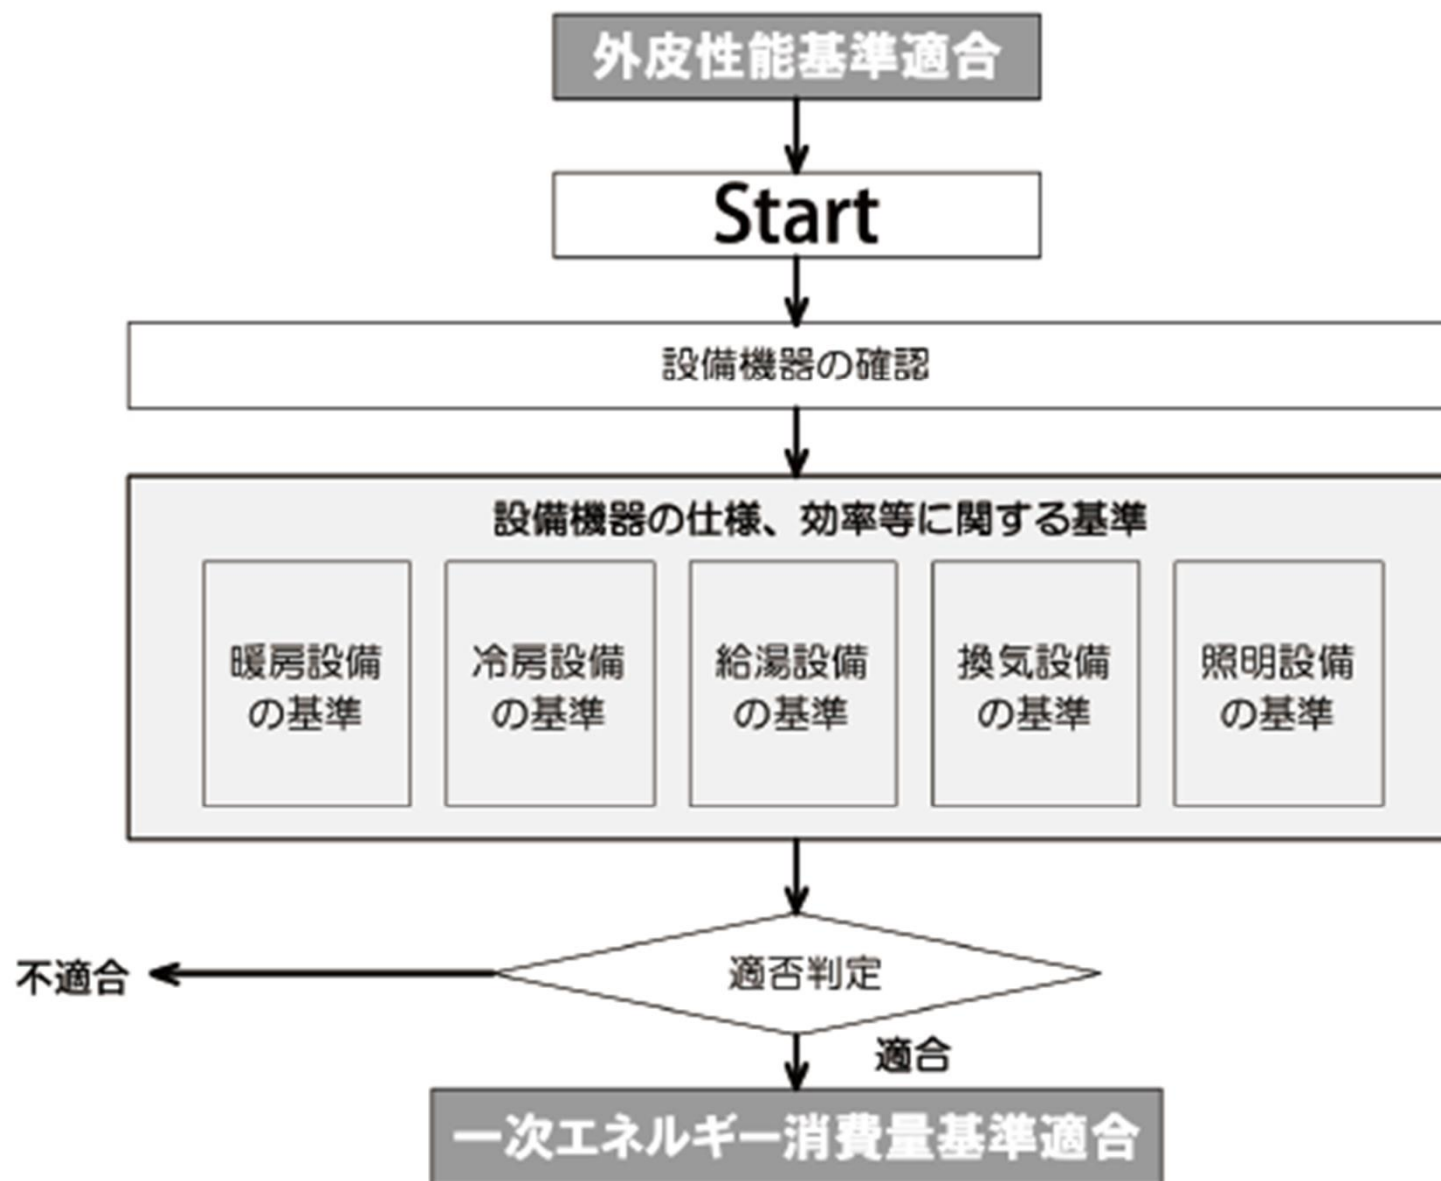 外皮性能基準適合
Start
設備機器の確認
設備機器の仕様、効率等に関する基準
暖房設備
の基準
冷房設備
の基準
給湯設備
の基準
換気設備
の基準
照明設備
の基準
適否判定
不適合
適合
一次エネルギー消費量基準適合